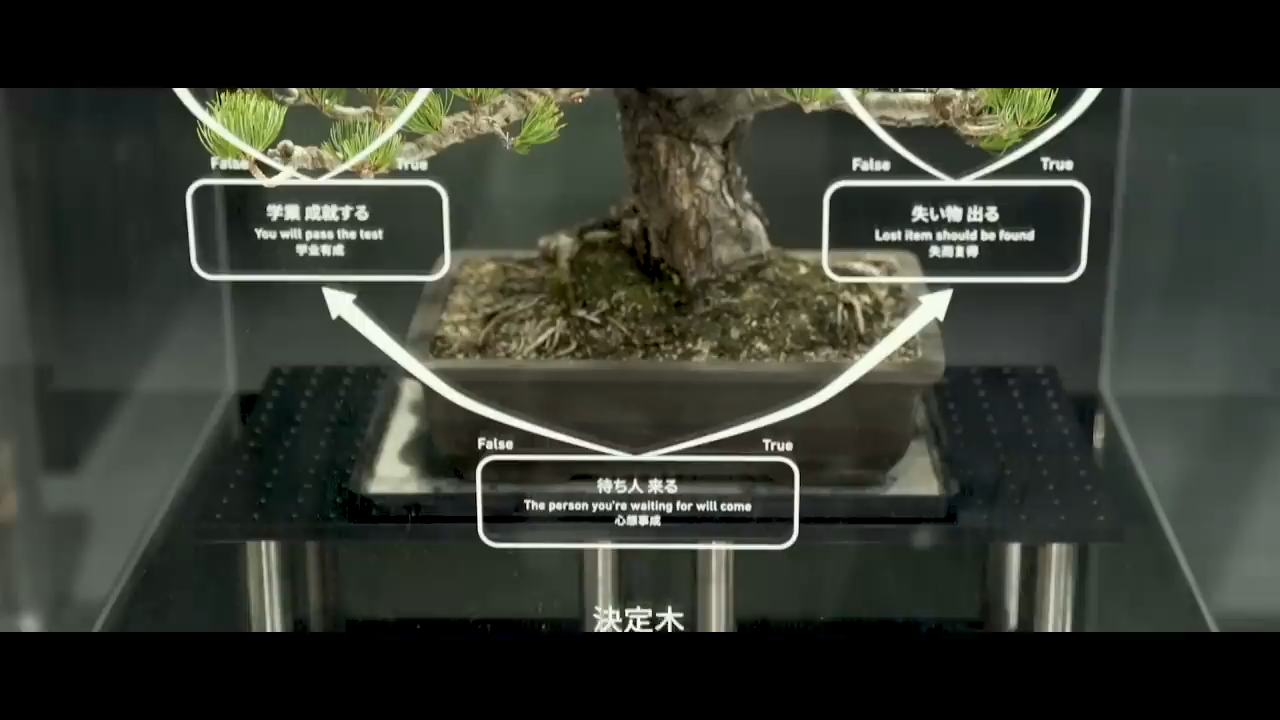 False
True
False
True
学業 成就する
You will pass the test
学业有成
失い物 出る
Lost item should be found
失而复得
False
True
待ち人 来る
The person you're waiting for will come
心想事成
決定木